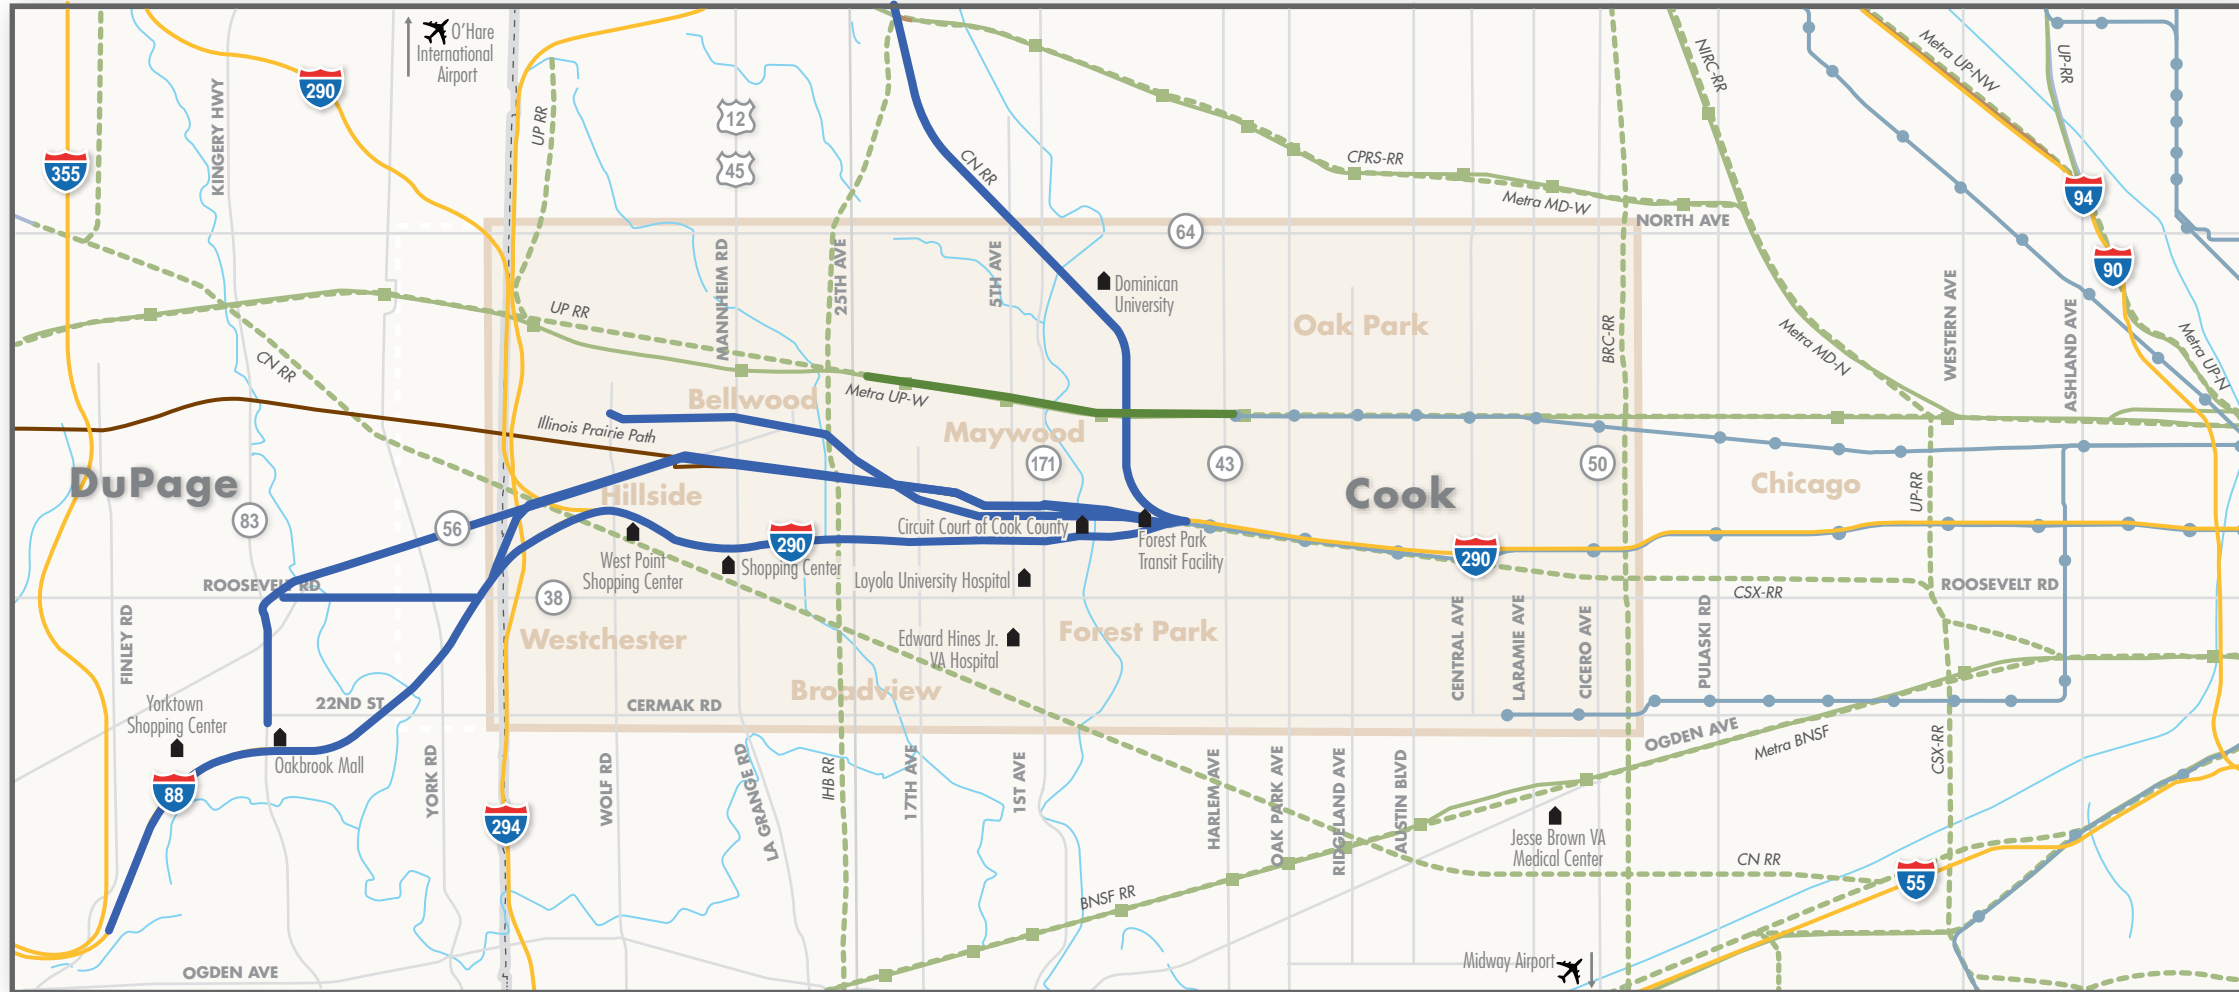 O'Hare
International
Airport
290
355
KINGERY HWY
UP RR
12
45
CN RR
CPRS-RR
Metra MD-W
NIRC-RR
Metra UP-NW
UP-RR
94
90
NORTH AVE
64
MANNHEIM RD
25TH AVE
5TH AVE
Dominican
University
Oak Park
BRC-RR
Metra MD-N
WESTERN AVE
ASHLAND AVE
Metra UP-N
UP RR
CN RR
Bellwood
Metra UP-W
Illinois Prairie Path
Maywood
171
43
50
DuPage
Hillside
Cook
Chicago
UP-RR
83
56
Circuit Court of Cook County
Forest Park
Transit Facility
290
290
West Point
Shopping Center
Shopping Center
Loyola University Hospital
ROOSEVELT RD
ROOSEVELT RD
CSX-RR
38
FINLEY RD
Westchester
Edward Hines Jr.
VA Hospital
Forest Park
CENTRAL AVE
LARAMIE AVE
CICERO AVE
PULASKI RD
Broadview
22ND ST
CERMAK RD
Yorktown
Shopping Center
Oakbrook Mall
OGDEN AVE
Metra BNSF
CSX-RR
88
YORK RD
294
WOLF RD
LA GRANGE RD
IHB RR
17TH AVE
1ST AVE
HARLEM AVE
OAK PARK AVE
RIDGELAND AVE
AUSTIN BLVD
Jesse Brown VA
Medical Center
CN RR
55
BNSF RR
Midway Airport
OGDEN AVE